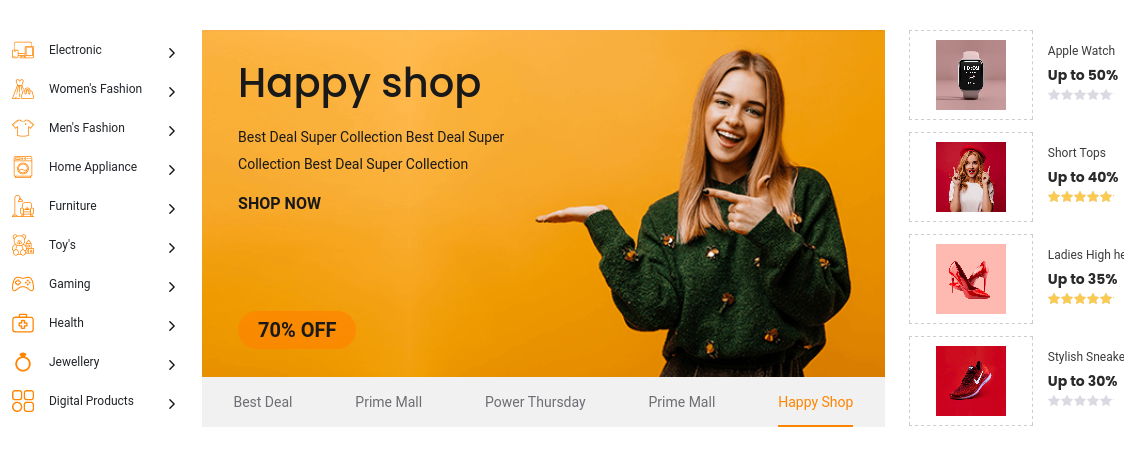 Electronic
Women's Fashion
Men's Fashion
Home Appliance
Furniture
Toy's
Gaming
Health
Jewellery
Digital Products
Happy shop
Best Deal Super Collection Best Deal Super
Collection Best Deal Super Collection
SHOP NOW
70% OFF
Best Deal
Prime Mall
Power Thursday
Prime Mall
Happy Shop
Apple Watch
Up to 50%
Short Tops
Up to 40%
Ladies High he
Up to 35%
Stylish Sneake
Up to 30%